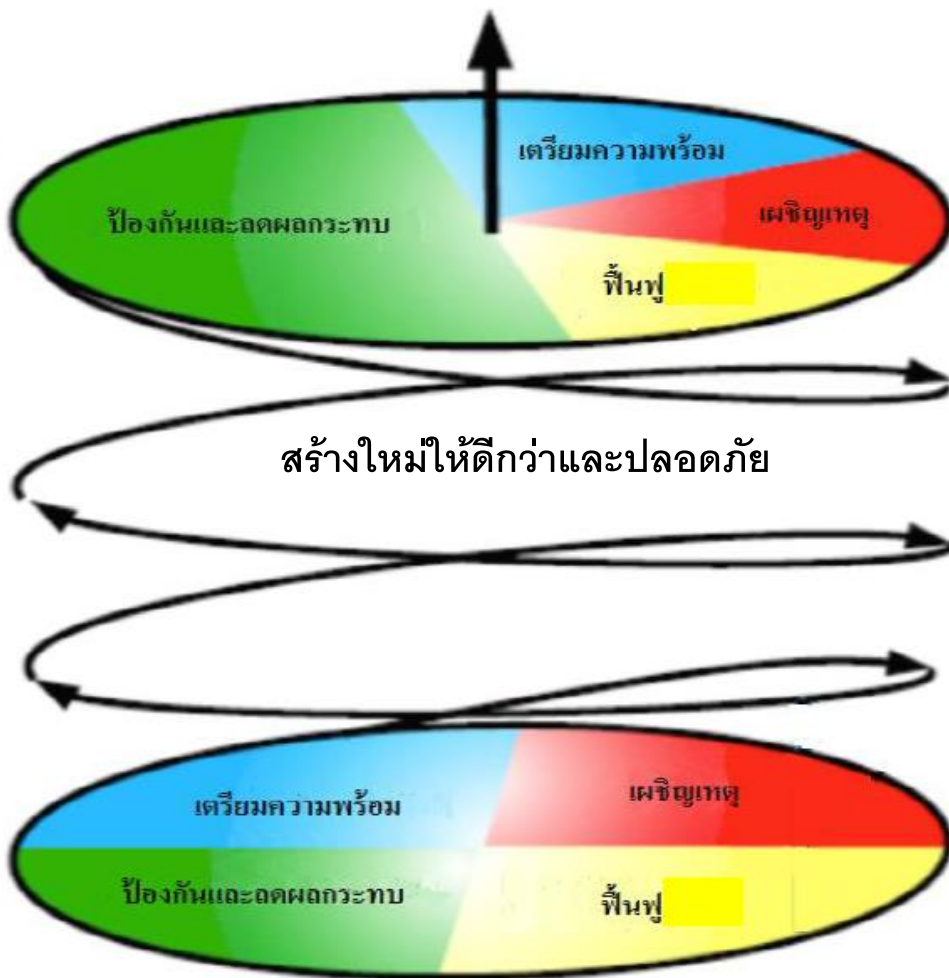 เตรียมความพร้อม
ป้องกันและลดผลกระทบ
เผชิญเหตุ
ฟื้นฟู
สร้างใหม่ให้ดีกว่าและปลอดภัย
เตรียมความพร้อม
เผชิญเหตุ
ป้องกันและลดผลกระทบ
ฟื้นฟู